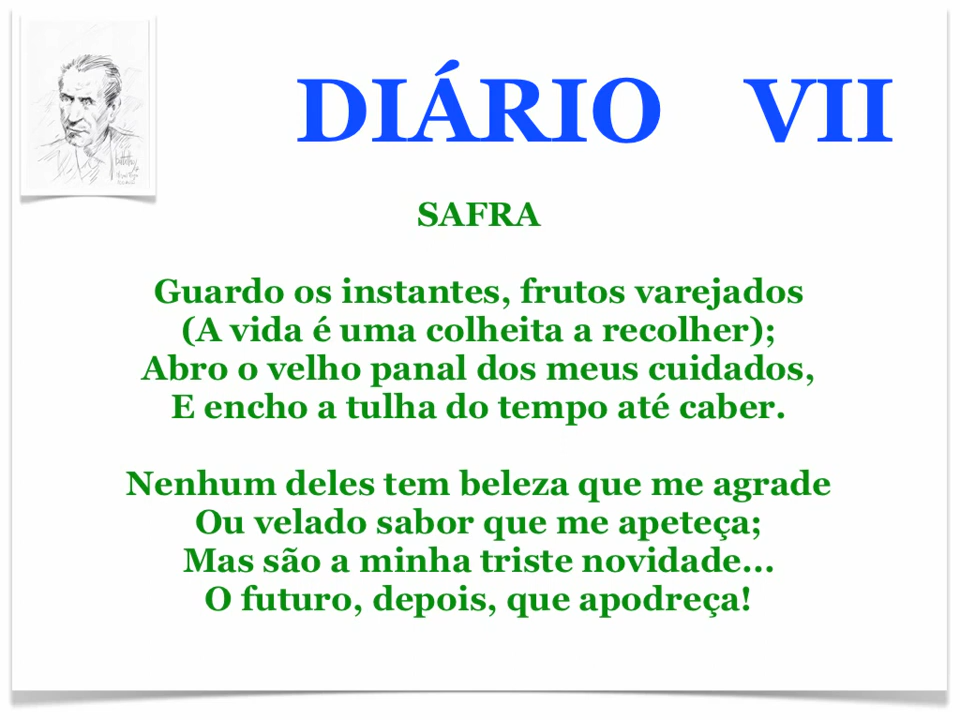 DIÁRIO VII
SAFRA
Guardo os instantes, frutos varejados
(A vida é uma colheita a recolher);
Abro o velho panal dos meus cuidados,
E encho a tulha do tempo até caber.
Nenhum deles tem beleza que me agrade
Ou velado sabor que me apeteça;
Mas são a minha triste novidade...
O futuro, depois, que apodreça!